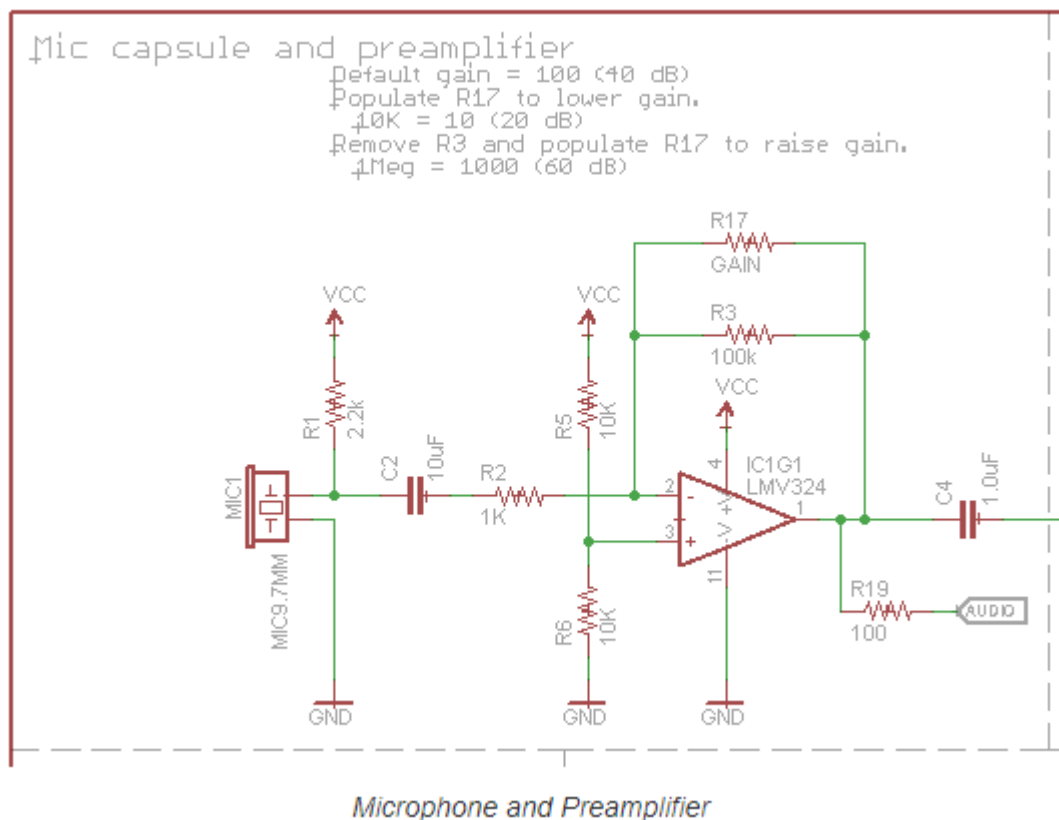 Mic capsule and preamplifier
Default gain = 100 (40 dB)
Populate R17 to lower gain.
10K = 10 (20 dB)
Remove R3 and populate R17 to raise gain.
1Meg = 1000 (60 dB)
R17
GAIN
VCC
VCC
R3
100k
VCC
R1
2.2k
R5
10K
C2
10uF
R2
1K
4
IC1G1
LMV324
MIC1
2
-
+V
1
C4
1.0uF
3
+
-V
11
MIC9.7MM
R6
10K
R19
100
AUDIO
GND
GND
GND
Microphone and Preamplifier